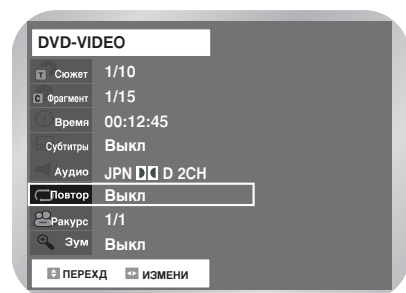 DVD-VIDEO
T Сюжет 1/10
C Фрагмент 1/15
Время 00:12:45
Субтитры Выкл
Аудио JPN D 2CH
Повтор Выкл
Ракурс 1/1
Зум Выкл
ПЕРЕХД ИЗМЕНИ